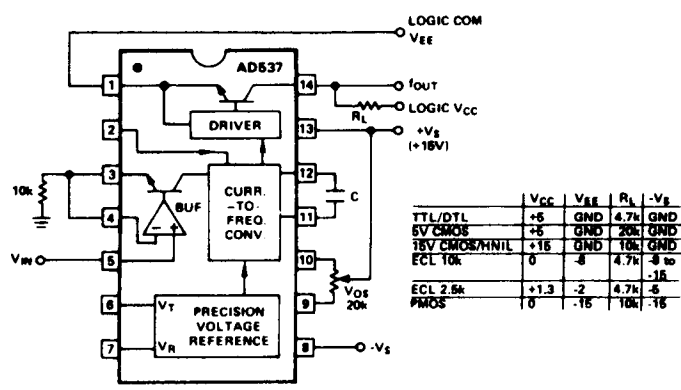 LOGIC COM
VEE
AD537
1
14
fOUT
RL
LOGIC VCC
DRIVER
2
13
+VS
(+15V)
3
12
10k
BUF
CURR.
-TO-
FREQ.
CONV.
C
4
11
- +
VIN
5
10
VOS
20k
6
VT
PRECISION
VOLTAGE
REFERENCE
9
7
VR
8
-VS
VCC VEE RL -VS
TTL/DTL +5 GND 4.7k GND
5V CMOS +5 GND 20k GND
15V CMOS/HNIL +15 GND 10k GND
ECL 10k 0 -8 4.7k -8 to
-15
ECL 2.5k +1.3 -2 4.7k -5
PMOS 0 -15 10k -15